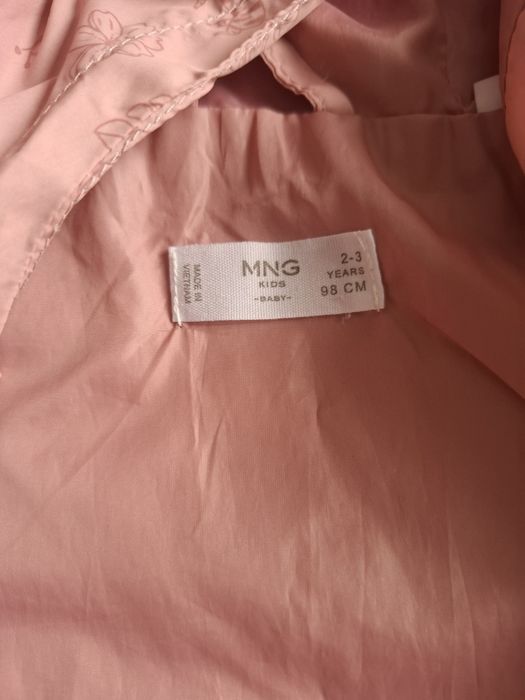 MADE IN
VIETNAM
MNG
KIDS
-BABY-
2-3
YEARS
98 CM